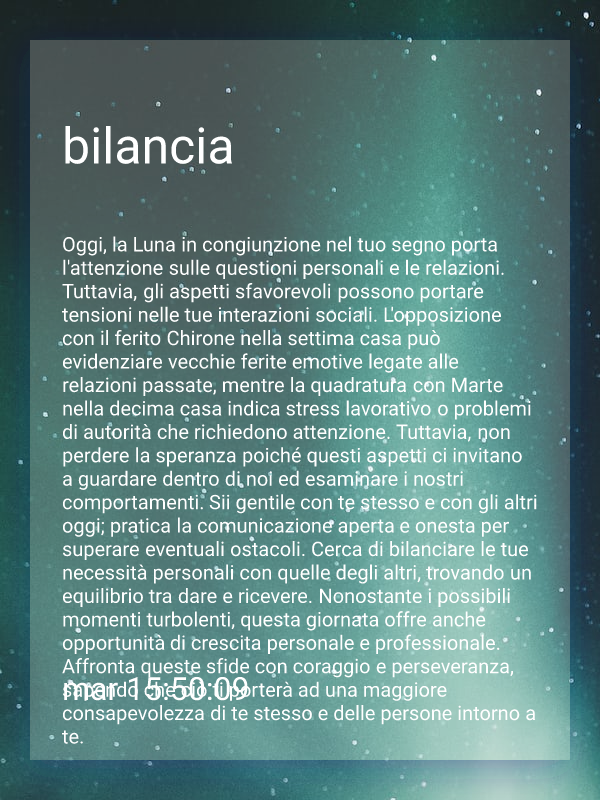 bilancia
Oggi, la Luna in congiunzione nel tuo segno porta
l'attenzione sulle questioni personali e le relazioni.
Tuttavia, gli aspetti sfavorevoli possono portare
tensioni nelle tue interazioni sociali. L'opposizione
con il ferito Chirone nella settima casa può
evidenziare vecchie ferite emotive legate alle
relazioni passate, mentre la quadratura con Marte
nella decima casa indica stress lavorativo o problemi
di autorità che richiedono attenzione. Tuttavia, non
perdere la speranza poiché questi aspetti ci invitano
a guardare dentro di noi ed esaminare i nostri
comportamenti. Sii gentile con te stesso e con gli altri
oggi; pratica la comunicazione aperta e onesta per
superare eventuali ostacoli. Cerca di bilanciare le tue
necessità personali con quelle degli altri, trovando un
equilibrio tra dare e ricevere. Nonostante i possibili
momenti turbolenti, questa giornata offre anche
opportunità di crescita personale e professionale.
Affronta queste sfide con coraggio e perseveranza,
sapendo che ciò ti porterà ad una maggiore
mar 15:50:09
consapevolezza di te stesso e delle persone intorno a
te.